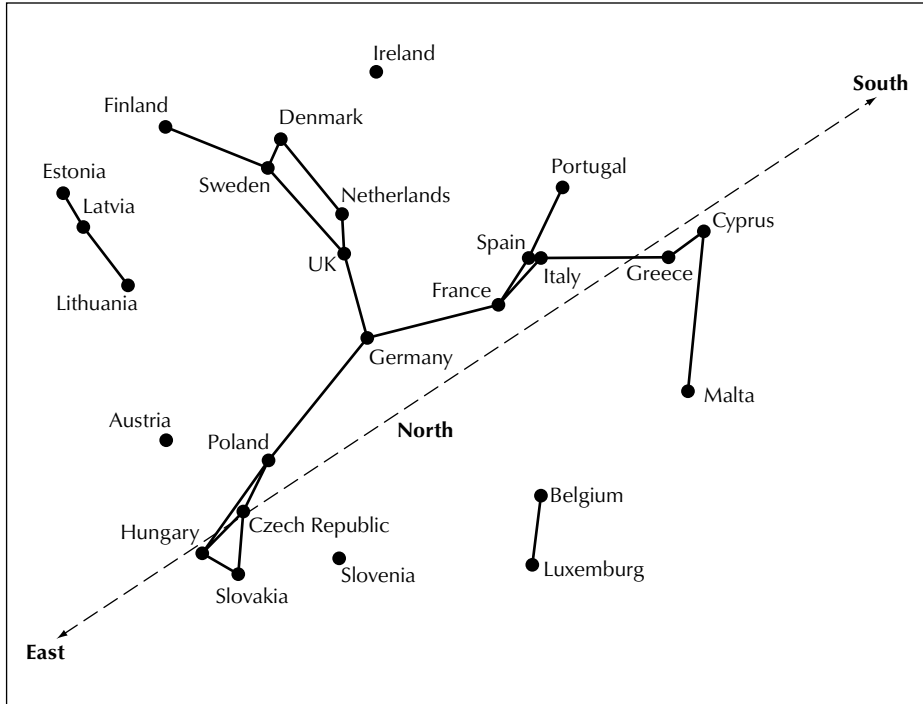 Ireland
South
Finland
Denmark
Estonia
Sweden
Portugal
Latvia
Netherlands
Cyprus
UK
Spain
Italy
Greece
Lithuania
France
Germany
Malta
Austria
North
Poland
Belgium
Hungary
Czech Republic
Slovenia
Luxemburg
Slovakia
East